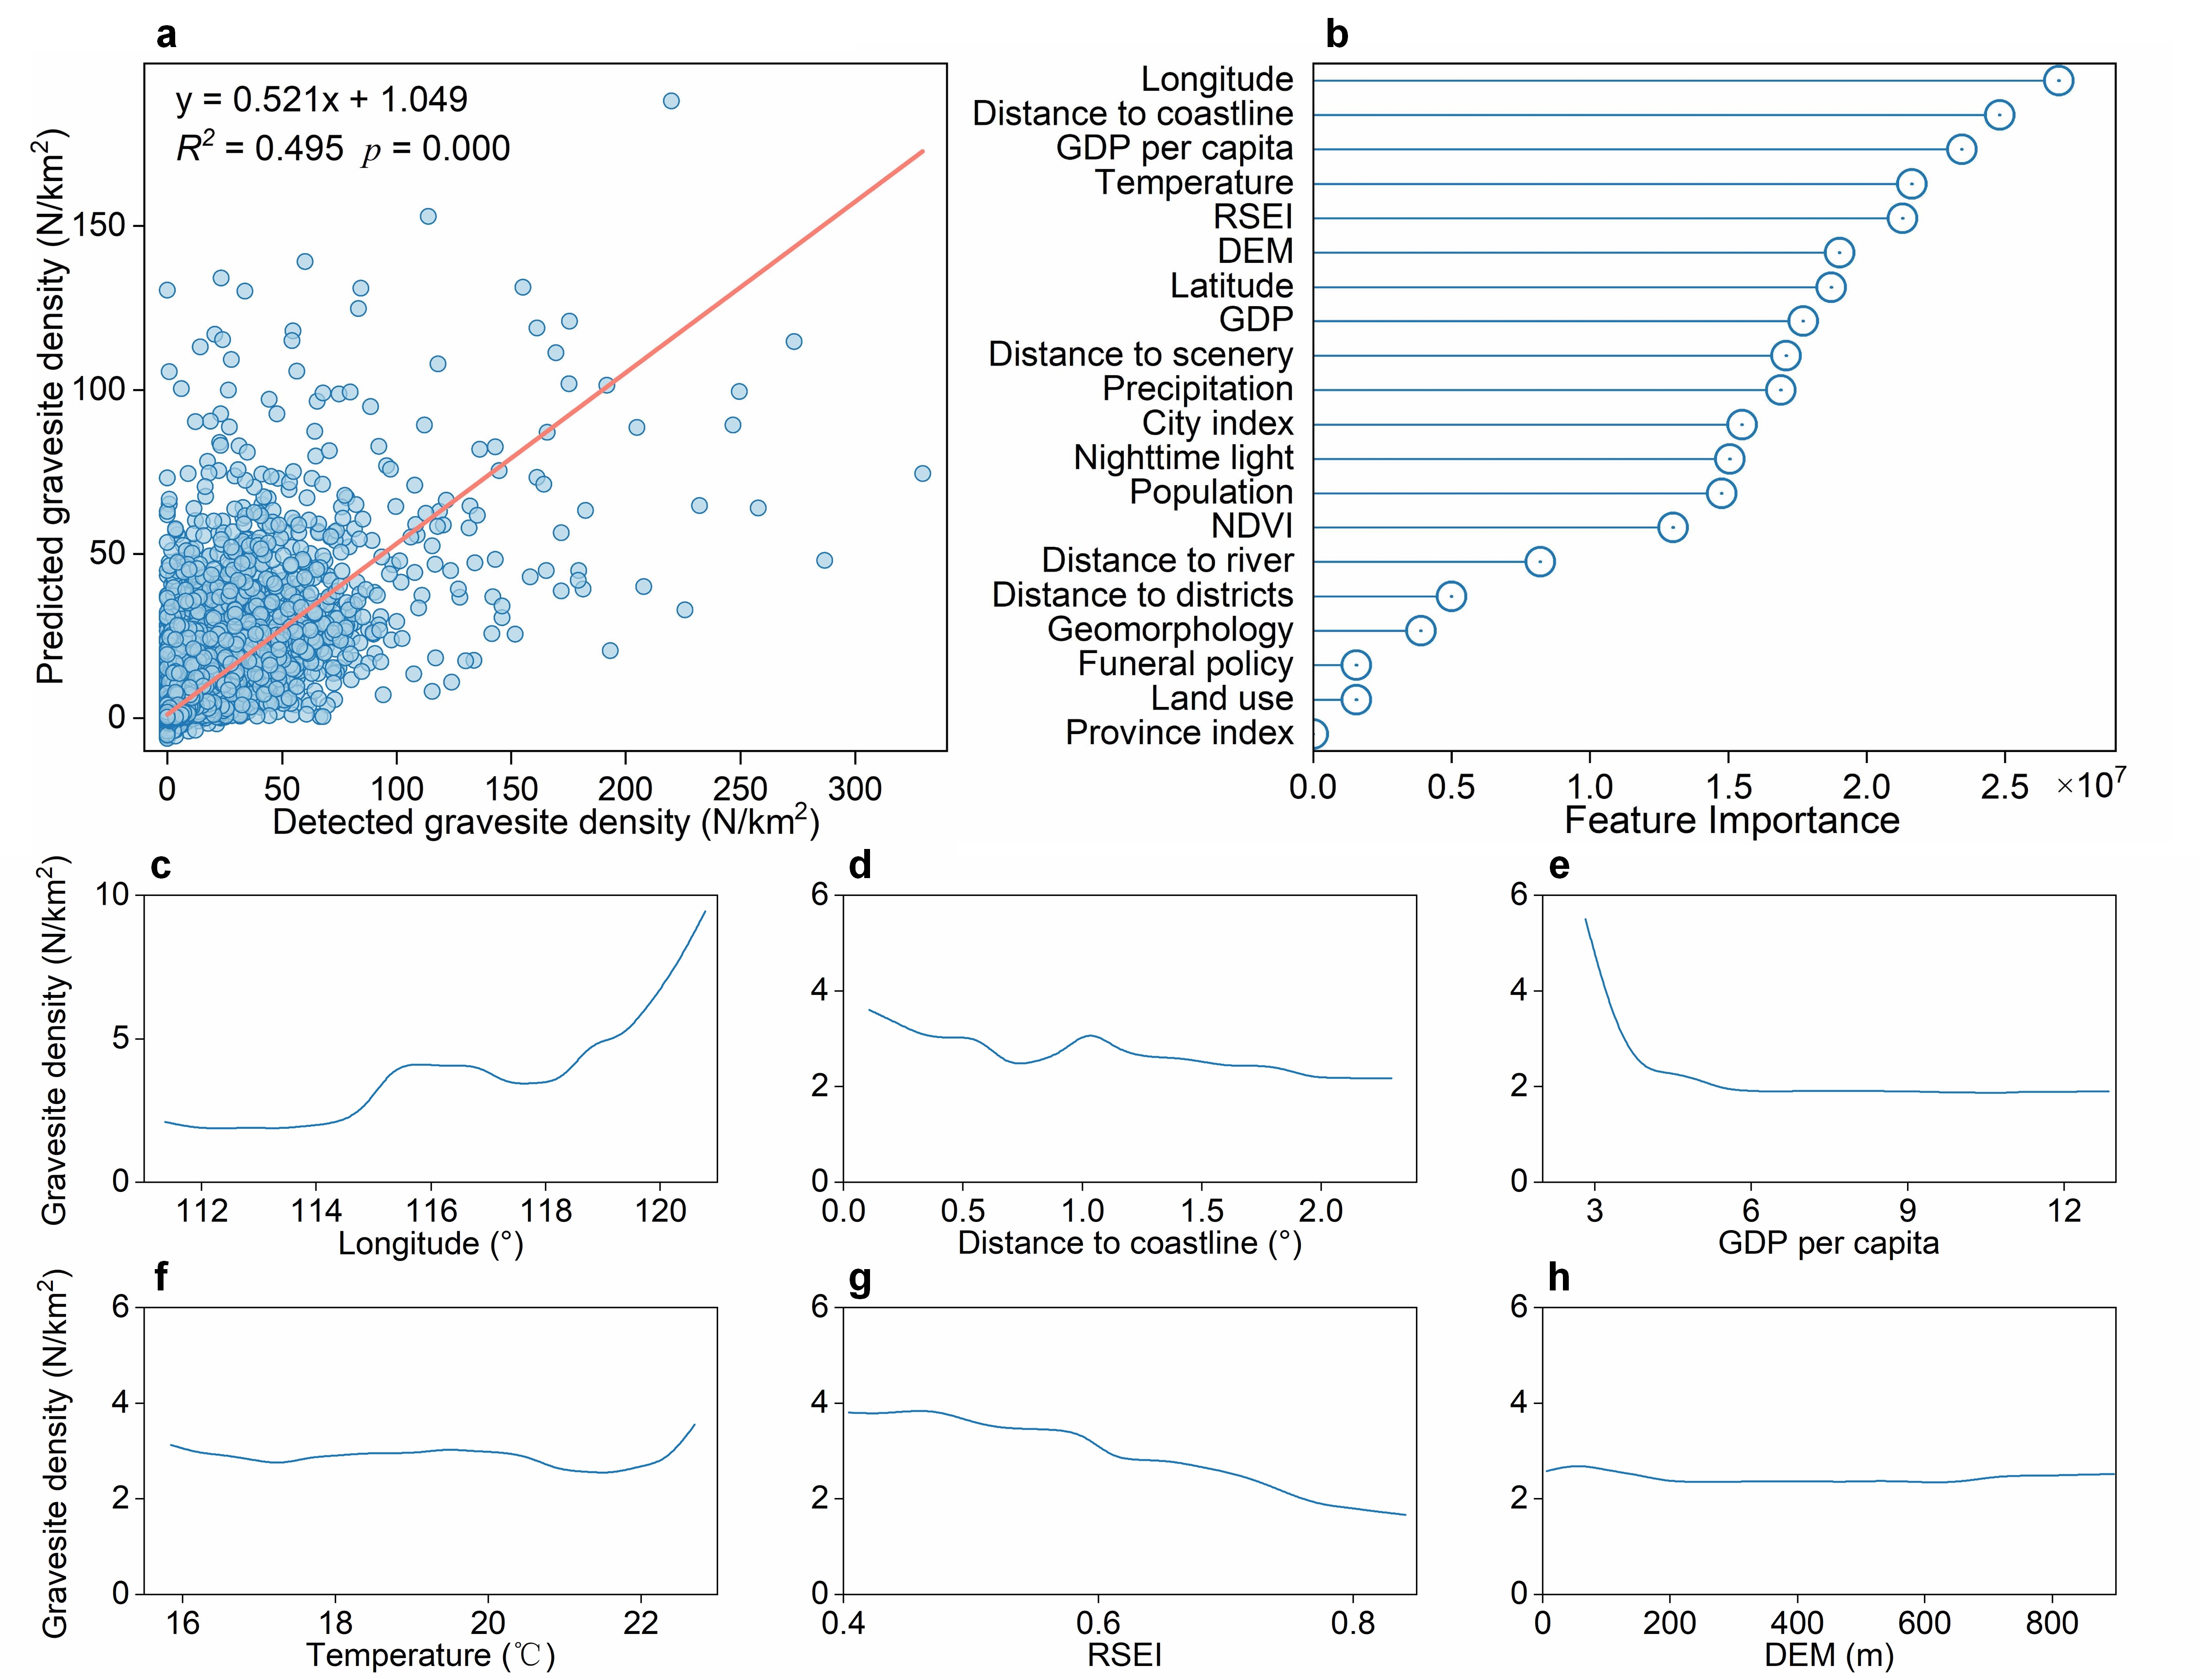 a
y = 0.521x + 1.049
R² = 0.495 p = 0.000
Predicted gravesite density (N/km²)
150
100
50
0
0 50 100 150 200 250 300
Detected gravesite density (N/km²)
b
Longitude
Distance to coastline
GDP per capita
Temperature
RSEI
DEM
Latitude
GDP
Distance to scenery
Precipitation
City index
Nighttime light
Population
NDVI
Distance to river
Distance to districts
Geomorphology
Funeral policy
Land use
Province index
0.0 0.5 1.0 1.5 2.0 2.5 ×10⁷
Feature Importance
c
Gravesite density (N/km²)
10
5
0
112 114 116 118 120
Longitude (°)
d
6
4
2
0
0.0 0.5 1.0 1.5 2.0
Distance to coastline (°)
e
6
4
2
0
3 6 9 12
GDP per capita
f
Gravesite density (N/km²)
6
4
2
0
16 18 20 22
Temperature (℃)
g
6
4
2
0
0.4 0.6 0.8
RSEI
h
6
4
2
0
0 200 400 600 800
DEM (m)